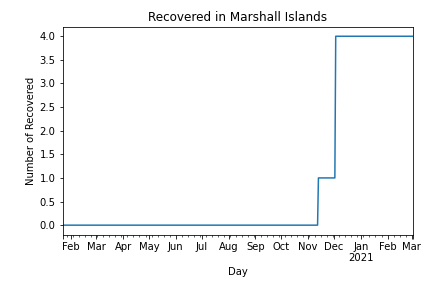 Recovered in Marshall Islands
4.0
3.5
3.0
2.5
2.0
1.5
1.0
0.5
0.0
Number of Recovered
Feb Mar Apr May Jun Jul Aug Sep Oct Nov Dec Jan Feb Mar
2021
Day